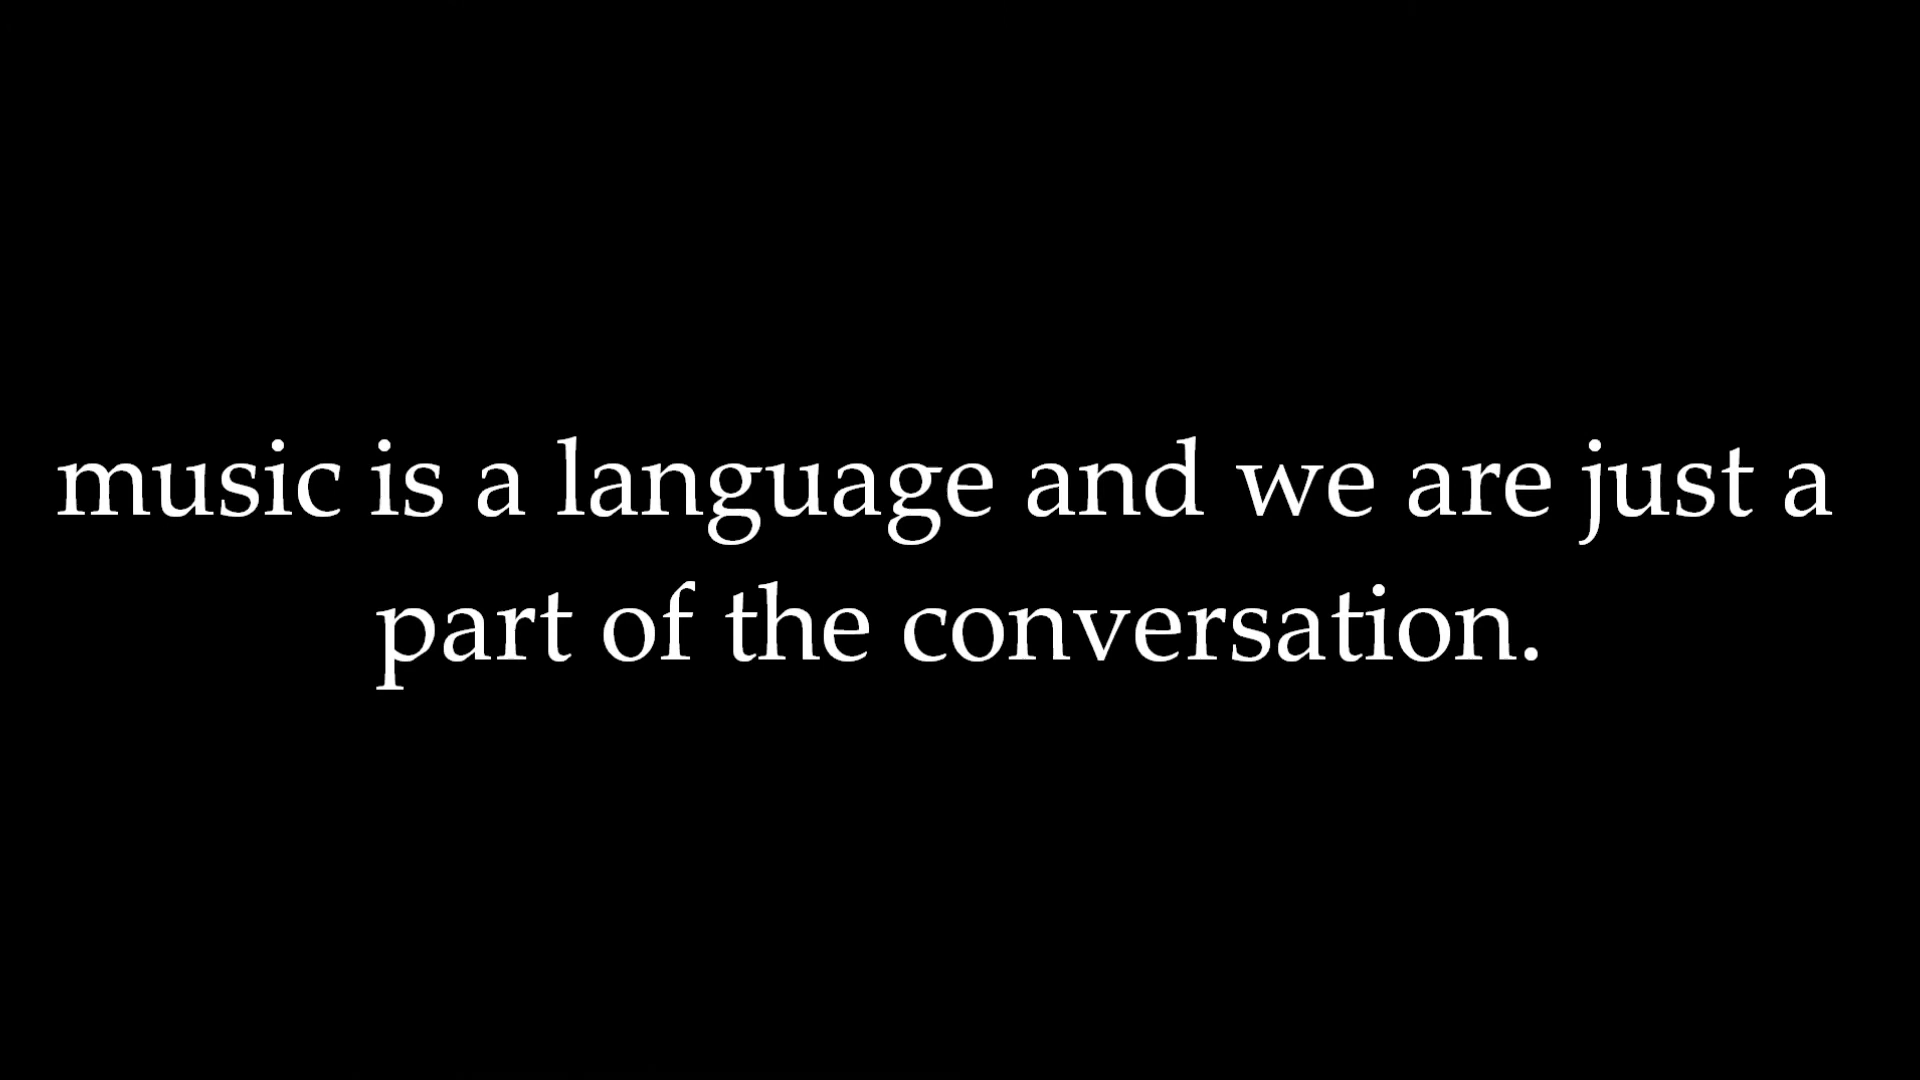 music is a language and we are just a
part of the conversation.